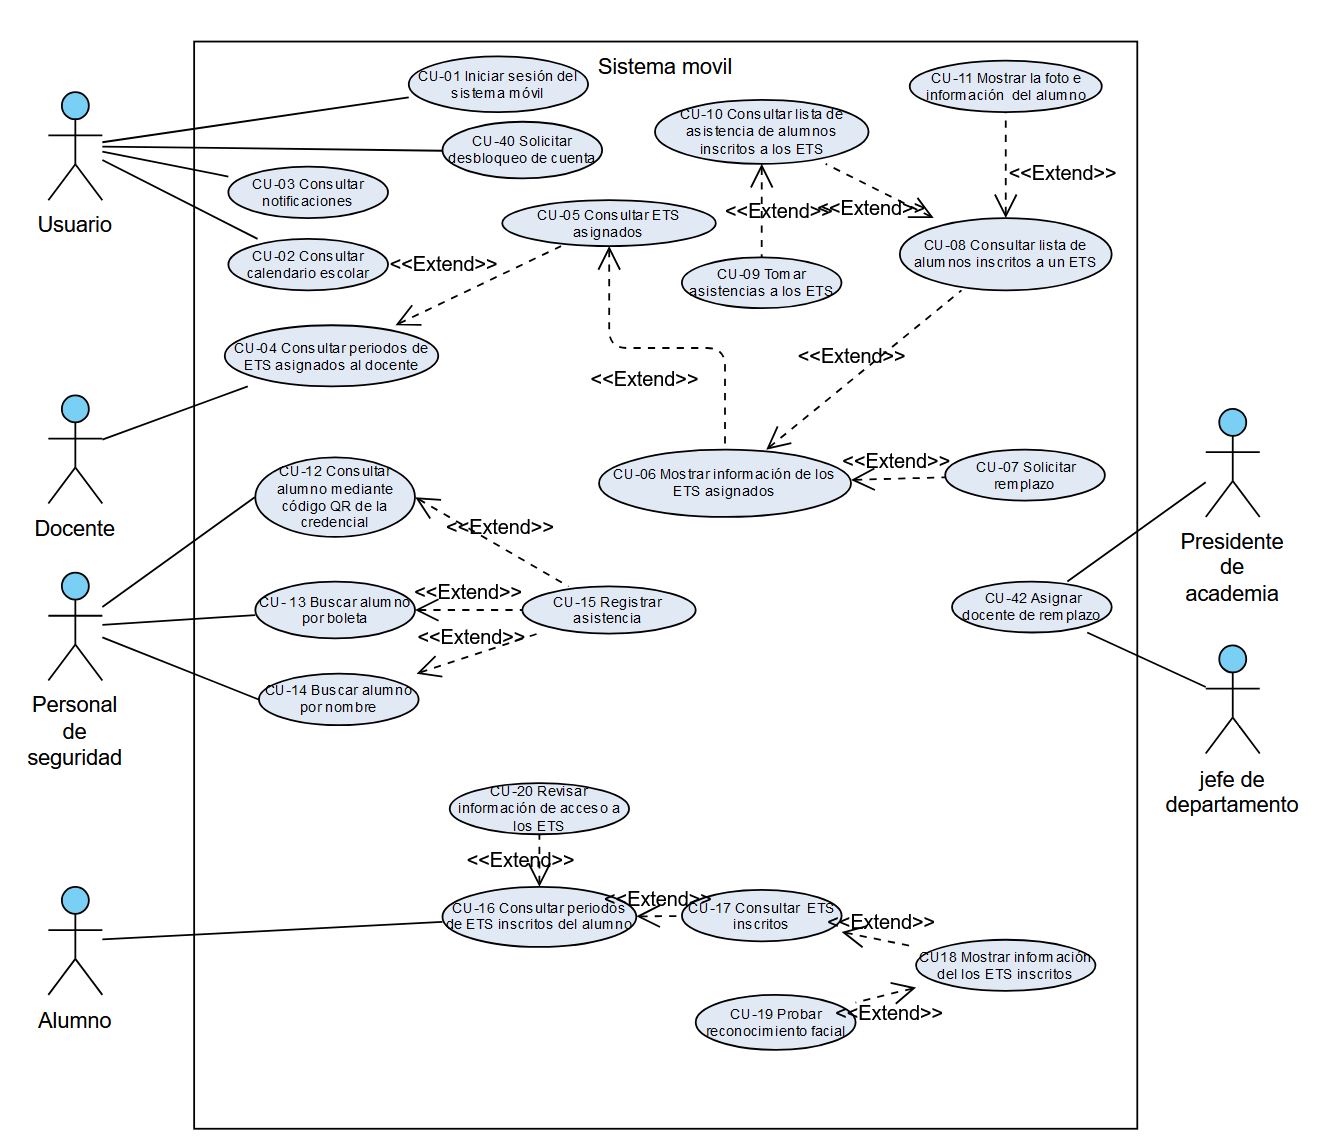 Sistema movil
CU-01 Iniciar sesión del
sistema móvil
CU-11 Mostrar la foto e
información del alumno
CU-10 Consultar lista de
asistencia de alumnos
inscritos a los ETS
CU-40 Solicitar
desbloqueo de cuenta
<<Extend>>
CU-03 Consultar
notificaciones
Usuario
CU-05 Consultar ETS
asignados
<<Extend>>
<<Extend>>
CU-02 Consultar
calendario escolar
<<Extend>>
CU-09 Tomar
asistencias a los ETS
CU-08 Consultar lista de
alumnos inscritos a un ETS
CU-04 Consultar periodos de
ETS asignados al docente
<<Extend>>
<<Extend>>
Docente
CU-12 Consultar
alumno mediante
código QR de la
credencial
CU-06 Mostrar información de los
ETS asignados
<<Extend>>
CU-07 Solicitar
remplazo
<<Extend>>
Presidente
de
academia
CU- 13 Buscar alumno
por boleta
<<Extend>>
CU-15 Registrar
asistencia
CU-42 Asignar
docente de remplazo
<<Extend>>
CU-14 Buscar alumno
por nombre
Personal
de
seguridad
jefe de
departamento
CU-20 Revisar
información de acceso a
los ETS
<<Extend>>
CU-16 Consultar periodos
de ETS inscritos del alumno
<<Extend>>
CU-17 Consultar ETS
inscritos
<<Extend>>
CU18 Mostrar información
del los ETS inscritos
CU-19 Probar
reconocimiento facial
<<Extend>>
Alumno